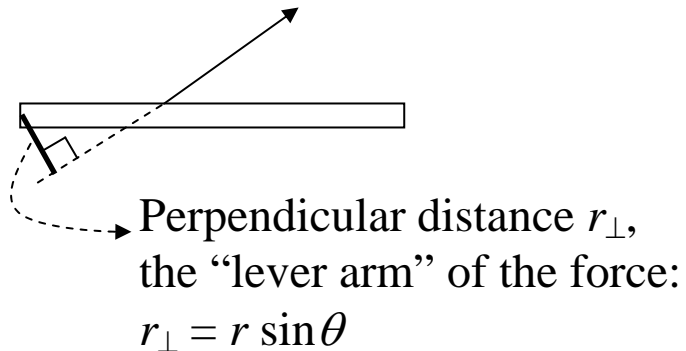 Perpendicular distance r⊥,
the “lever arm” of the force:
r⊥ = r sinθ